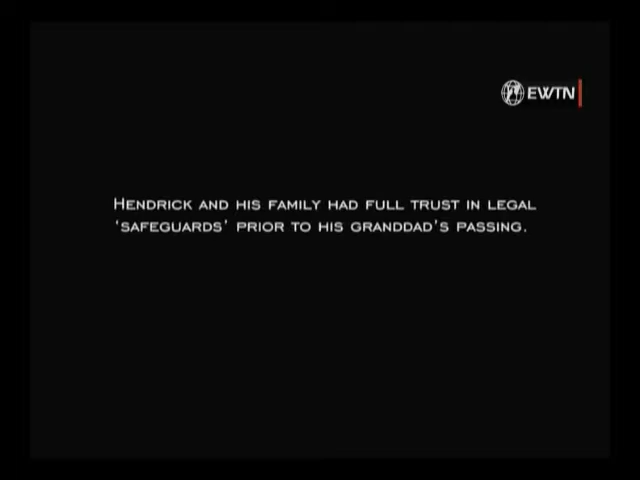 EWTN
HENDRICK AND HIS FAMILY HAD FULL TRUST IN LEGAL
‘SAFEGUARDS’ PRIOR TO HIS GRANDDAD’S PASSING.